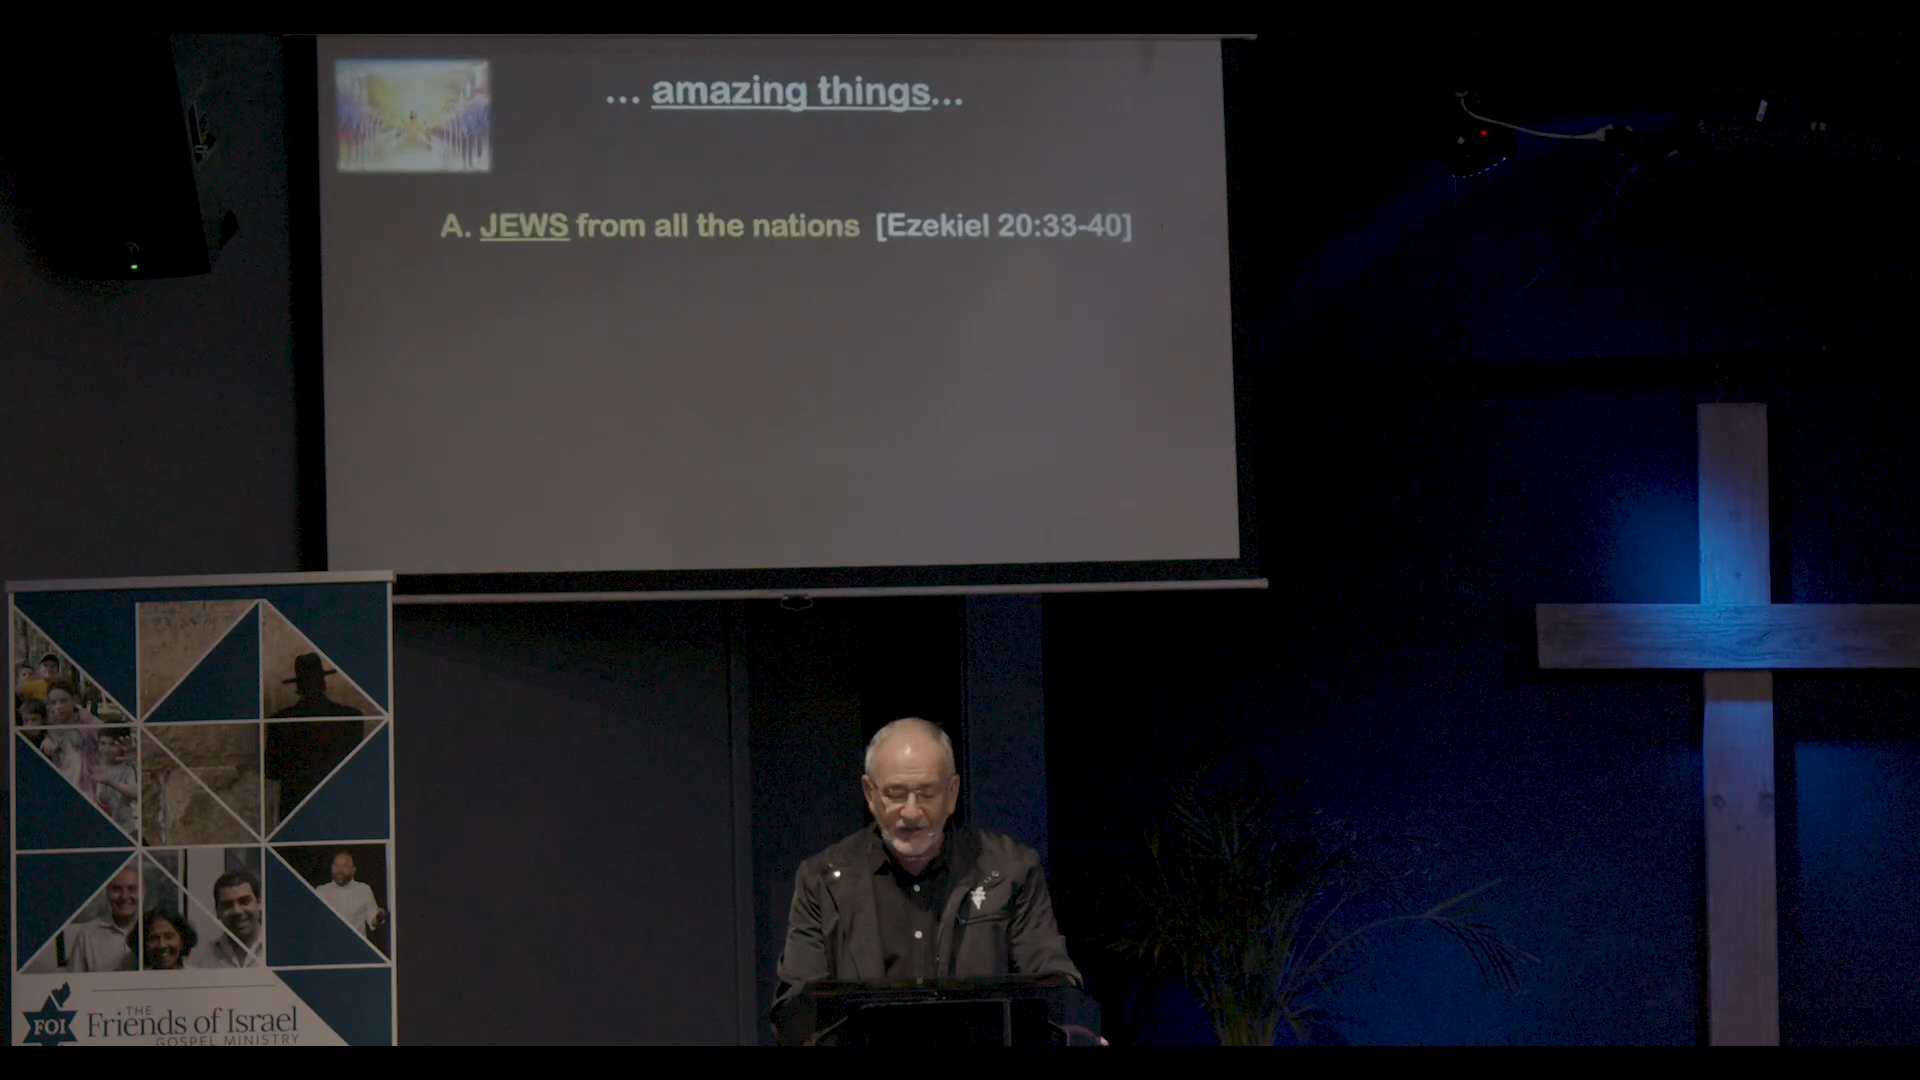 ... amazing things...
A. JEWS from all the nations [Ezekiel 20:33-40]
FOI
THE
Friends of Israel
GOSPEL MINISTRY